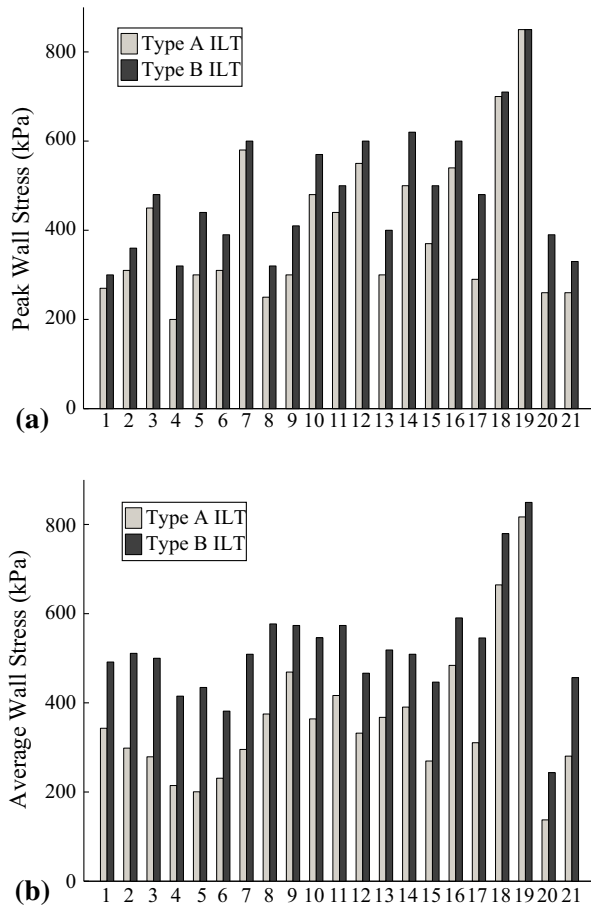 800
600
400
200
0
Peak Wall Stress (kPa)
Type A ILT
Type B ILT
(a)
1 2 3 4 5 6 7 8 9 10 11 12 13 14 15 16 17 18 19 20 21
800
600
400
200
0
Average Wall Stress (kPa)
Type A ILT
Type B ILT
(b)
1 2 3 4 5 6 7 8 9 10 11 12 13 14 15 16 17 18 19 20 21